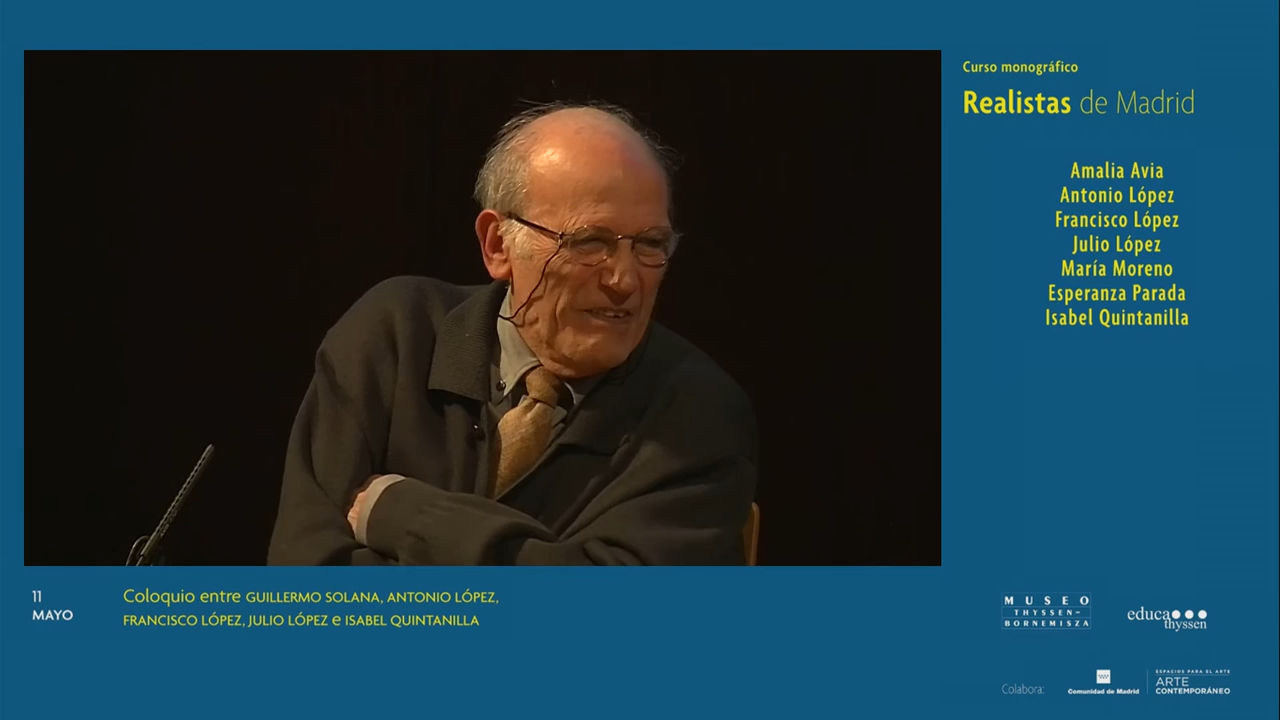 Curso monográfico
Realistas de Madrid
Amalia Avia
Antonio López
Francisco López
Julio López
María Moreno
Esperanza Parada
Isabel Quintanilla
11
MAYO
Coloquio entre GUILLERMO SOLANA, ANTONIO LÓPEZ,
FRANCISCO LÓPEZ, JULIO LÓPEZ e ISABEL QUINTANILLA
MUSEO
THYSSEN-
BORNEMISZA
educa
thyssen
Colabora:
Comunidad de Madrid
ESPACIOS PARA EL ARTE
ARTE
CONTEMPORÁNEO